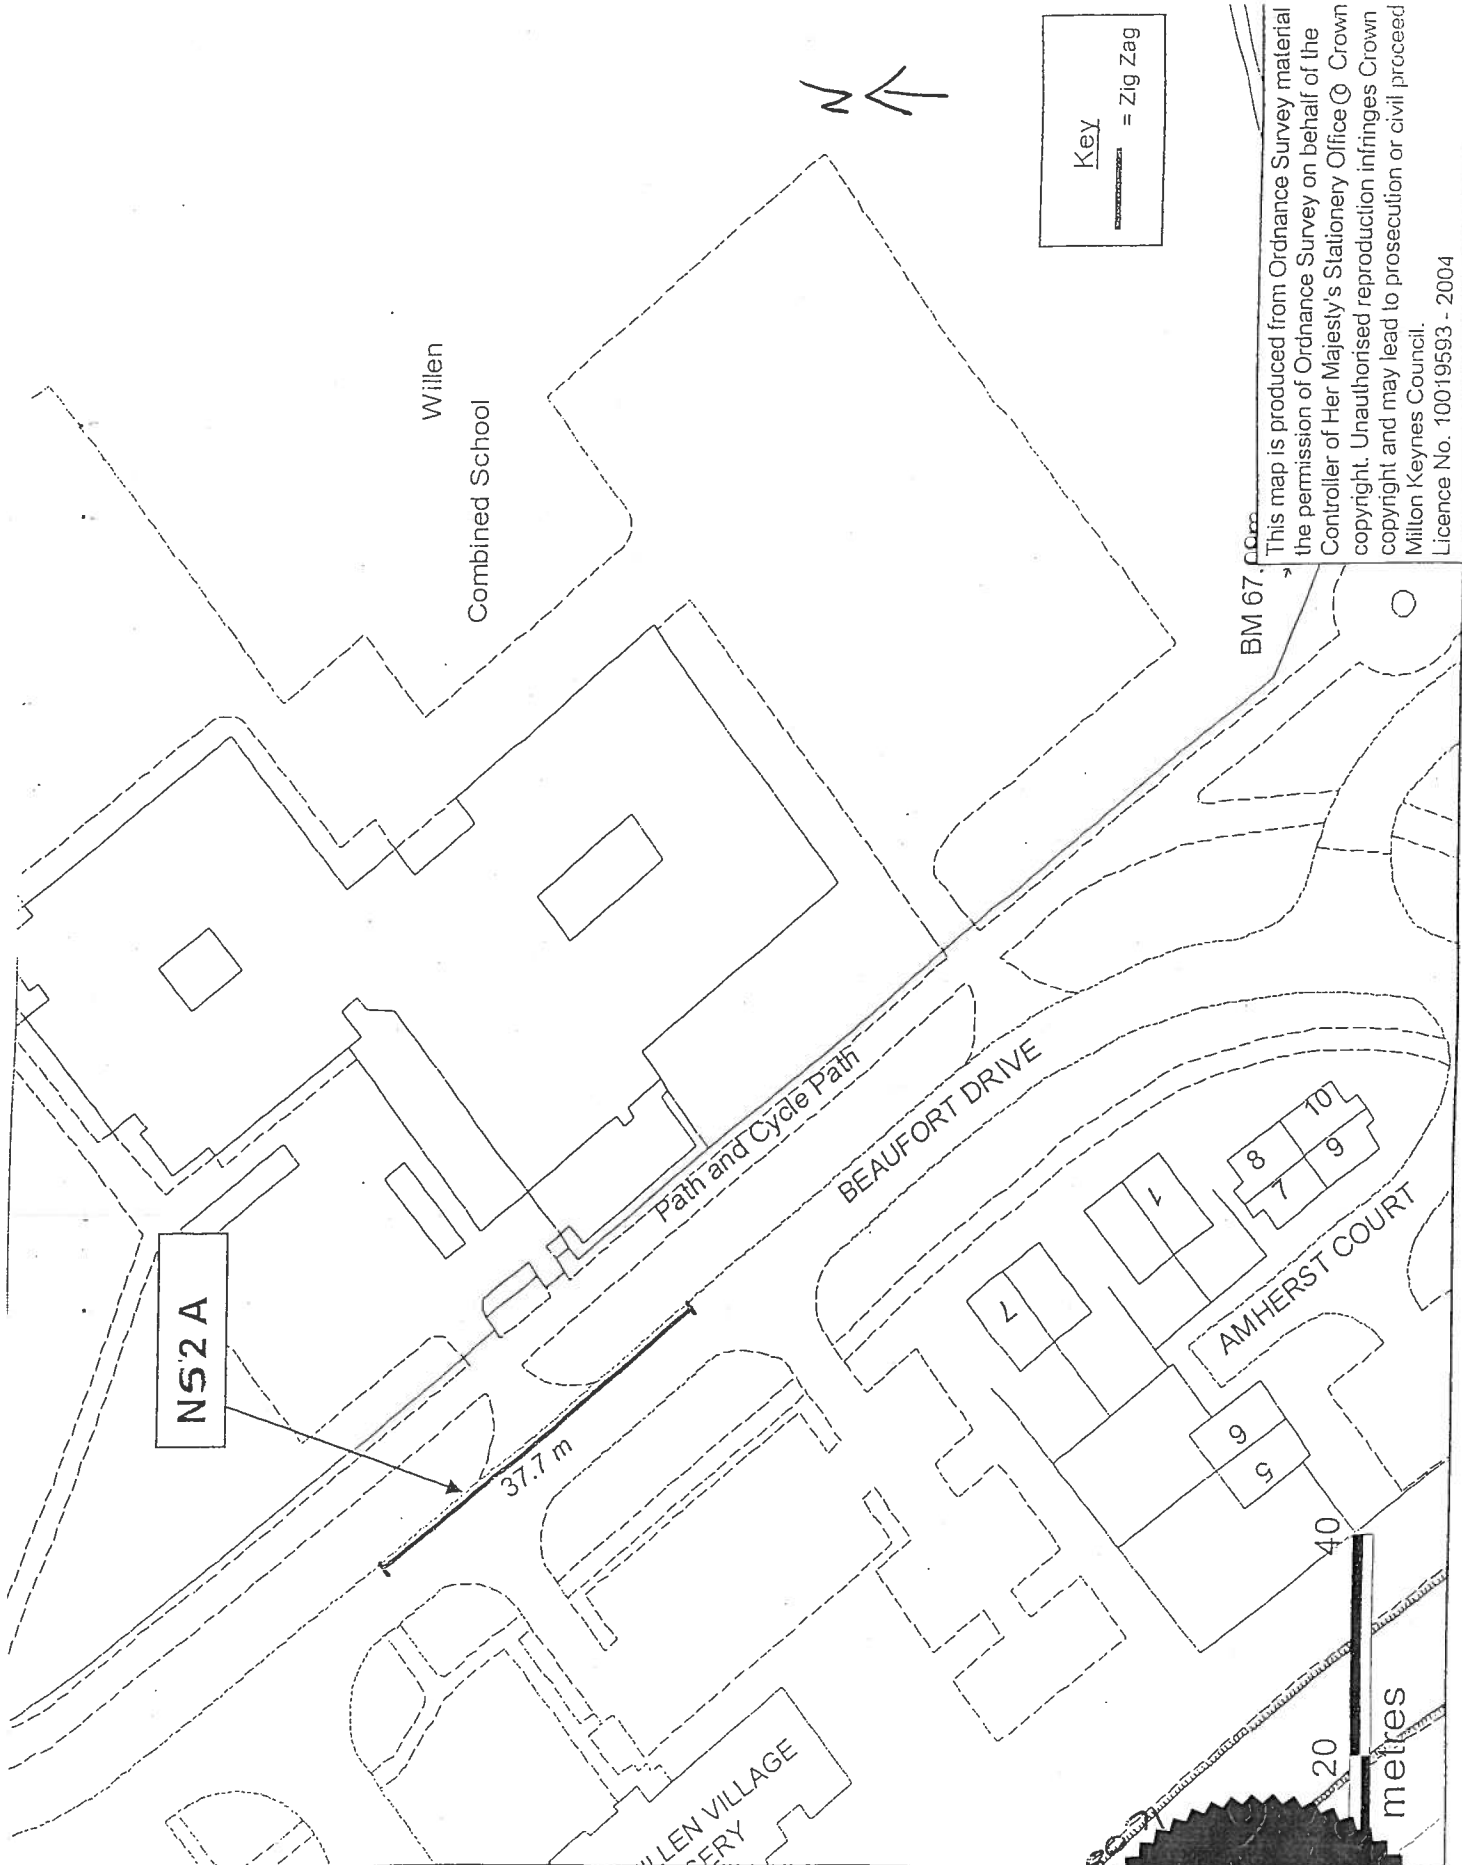 Willen
Combined School
N
Key
= Zig Zag
NS2 A
37.7 m
Path and Cycle Path
BEAUFORT DRIVE
BM 67.
10
8
9
7
1
7
AMHERST COURT
6
5
VILLAGE
20
40
metres
This map is produced from Ordnance Survey material
the permission of Ordnance Survey on behalf of the
Controller of Her Majesty's Stationery Office © Crown
copyright. Unauthorised reproduction infringes Crown
copyright and may lead to prosecution or civil proceed
Milton Keynes Council.
Licence No. 10019593 - 2004